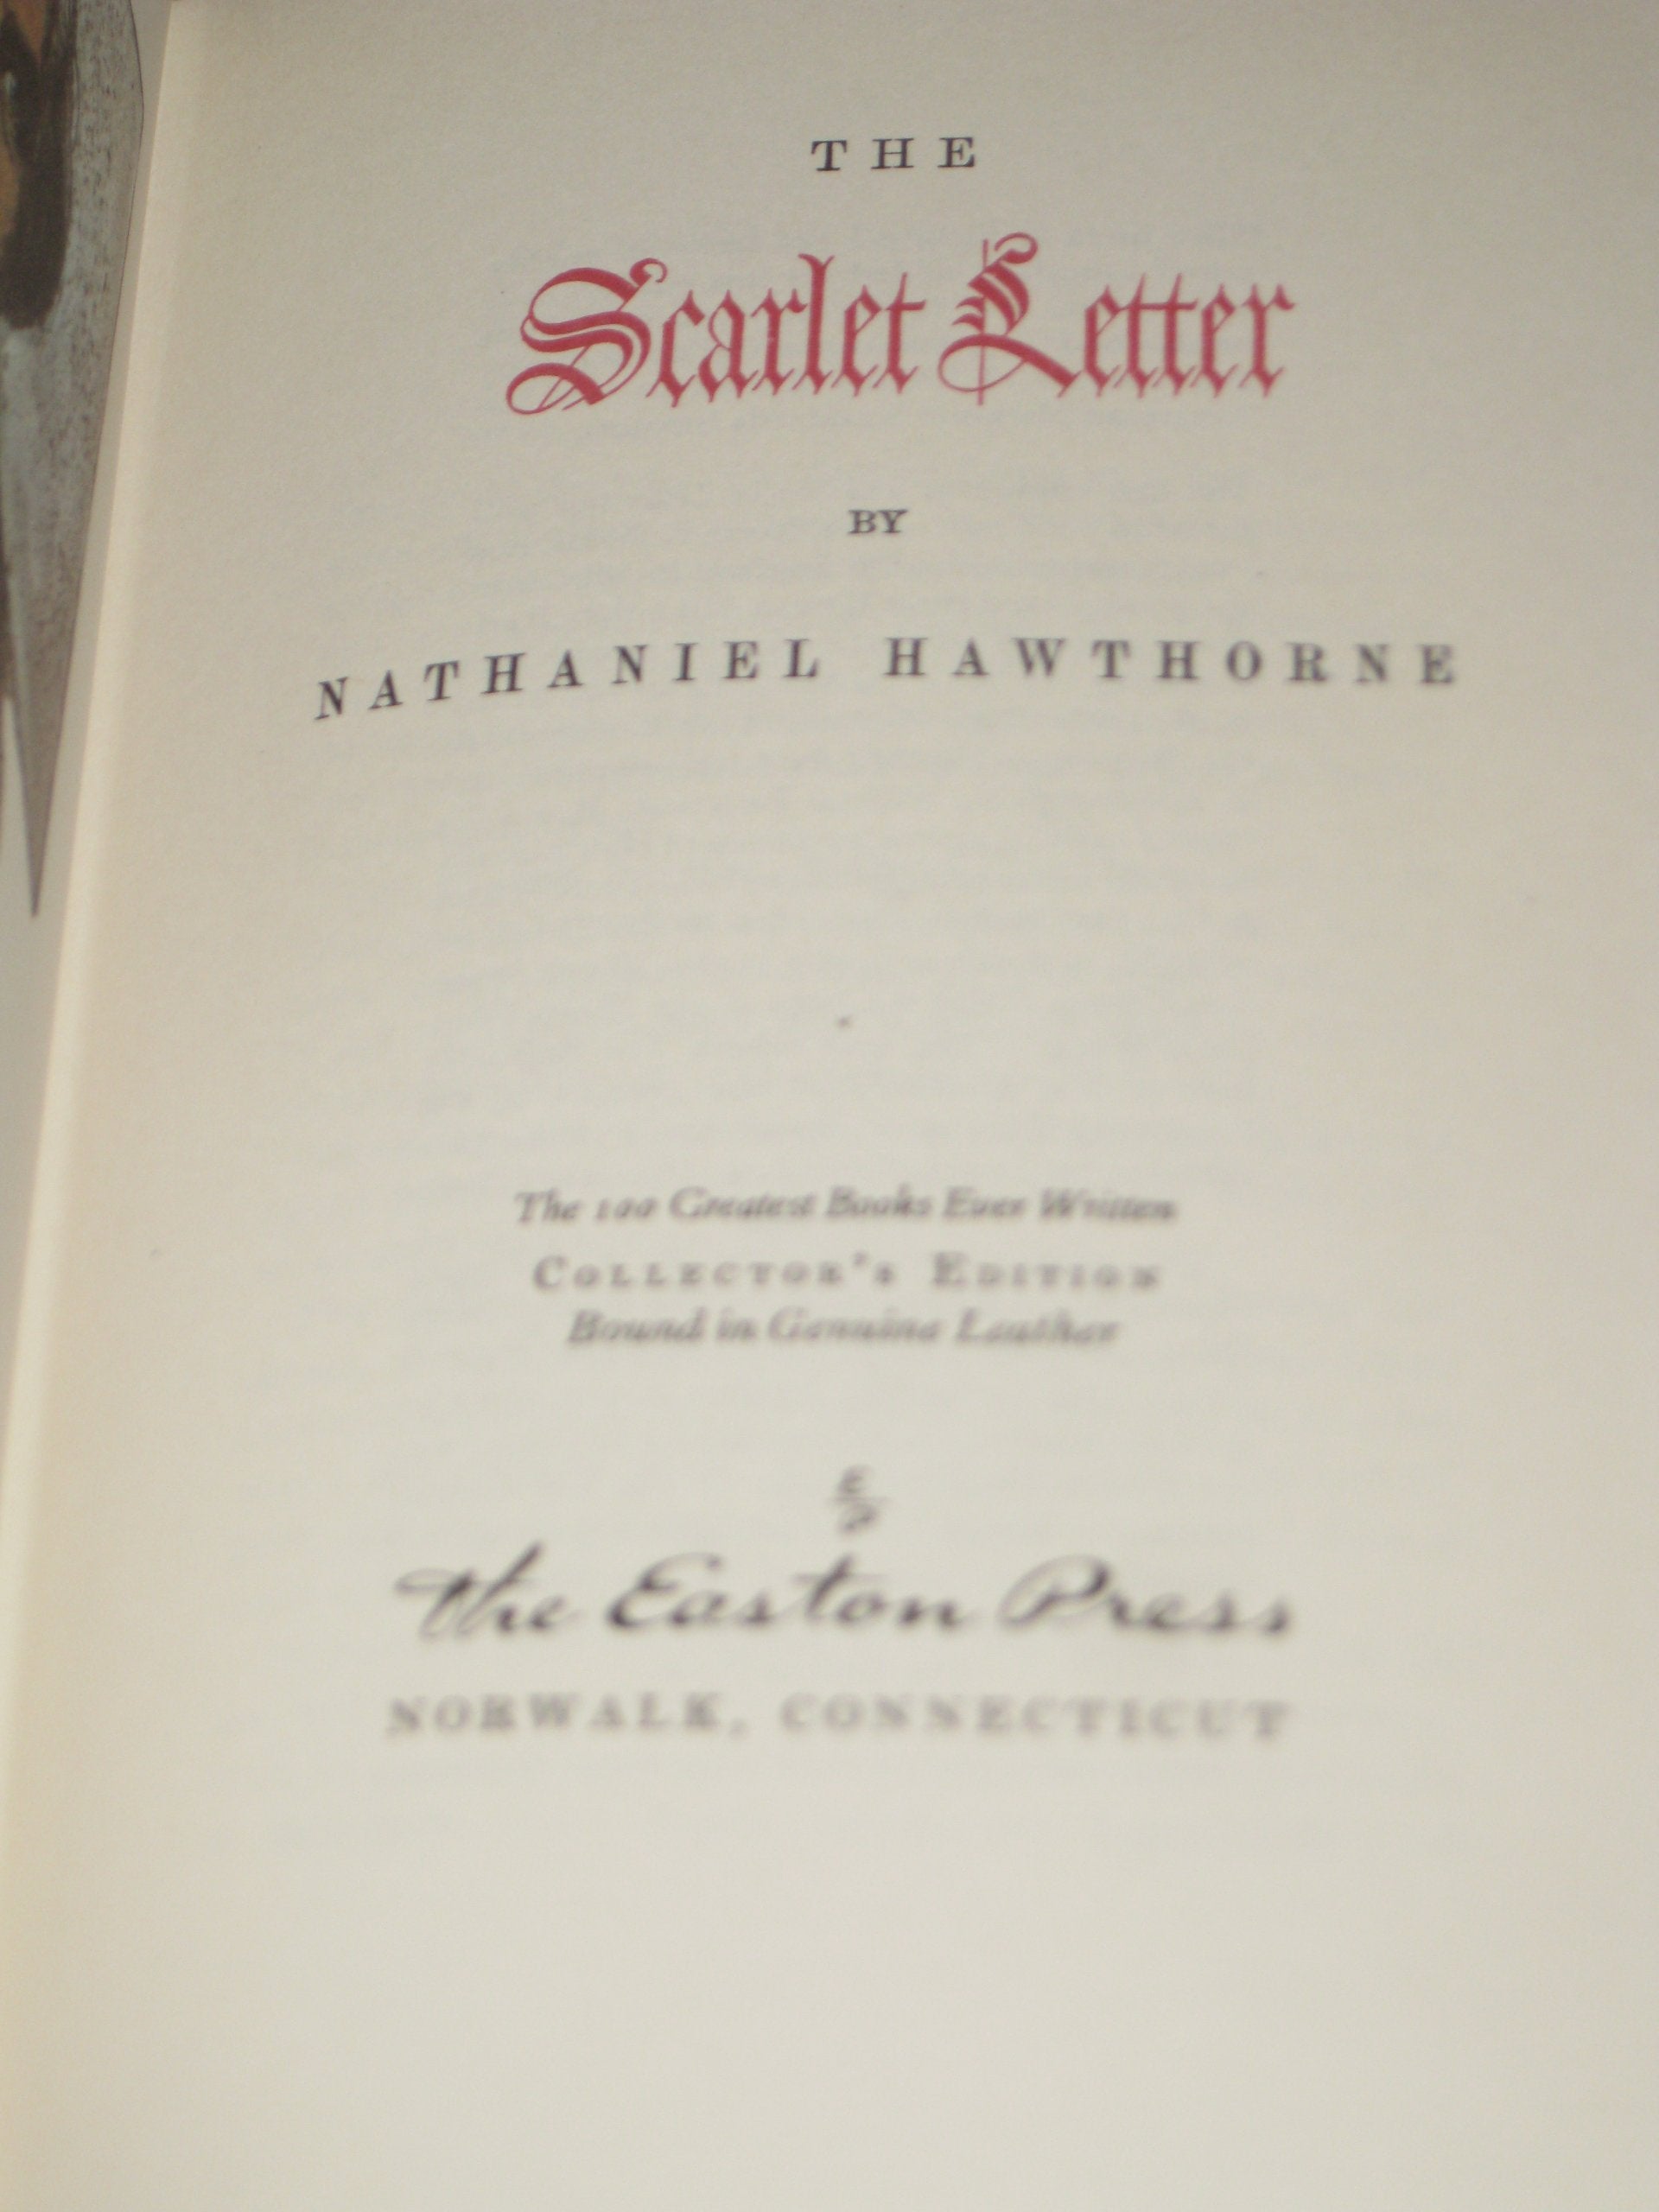 THE
Scarlet Letter
BY
NATHANIEL HAWTHORNE
The 100 Greatest Books Ever Written
COLLECTOR'S EDITION
Bound in Genuine Leather
E
P
The Easton Press
NORWALK, CONNECTICUT